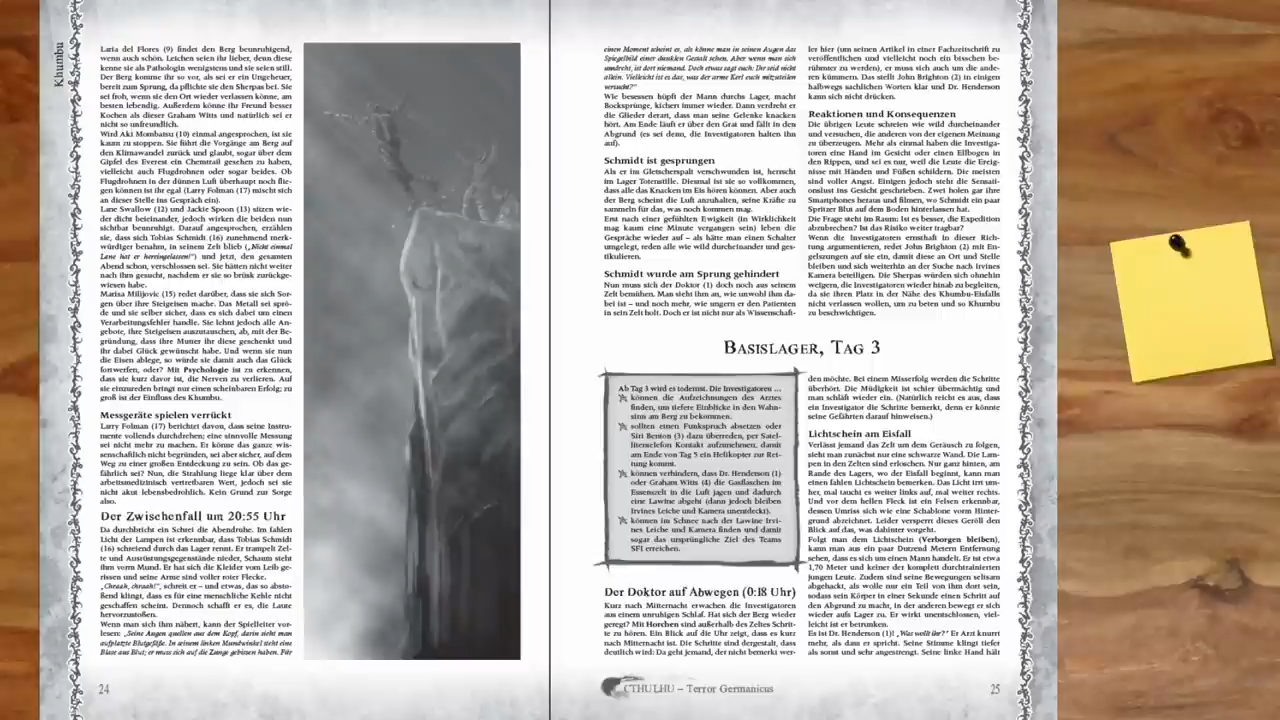 Khumbu
Laria del Flores (9) findet den Berg beunruhigend,
wenn auch schön. Leichen seien ihr lieber, denn diese
kenne sie als Pathologin wenigstens und sie seien still.
Der Berg komme ihr so vor, als sei er ein Ungeheuer,
bereit zum Sprung, da pflichte sie den Sherpas bei. Sie
sei froh, wenn sie den Ort wieder verlassen könne, am
besten lebendig. Außerdem könne ihr Freund besser
Kochen als dieser Graham Witts und natürlich sei er
nicht so unfreundlich.
Wird Aki Mombatsu (10) einmal angesprochen, ist sie
kaum zu stoppen. Sie führt die Vorgänge am Berg auf
den Klimawandel zurück und glaubt, sogar über dem
Gipfel des Everest ein Chemtrail gesehen zu haben,
vielleicht auch Flugdrohnen oder sogar beides. Ob
Flugdrohnen in der dünnen Luft überhaupt noch flie-
gen können ist ihr egal (Larry Folman (17) mischt sich
an dieser Stelle ins Gespräch ein).
Lane Swallow (12) und Jackie Spoon (13) sitzen wie-
der dicht beieinander, jedoch wirken die beiden nun
sichtbar beunruhigt. Darauf angesprochen, erzählen
sie, dass sich Tobias Schmidt (16) zunehmend merk-
würdiger benahm, in seinem Zelt blieb („Nicht einmal
Lane hat er hereingelassen!“) und jetzt, den gesamten
Abend schon, verschlossen sei. Sie hätten nicht weiter
nach ihm gesucht, nachdem er sie so brüsk zurückge-
wiesen habe.
Marisa Milijovic (15) redet darüber, dass sie sich Sor-
gen über ihre Steigeisen mache. Das Metall sei sprö-
de und sie selber sicher, dass es sich dabei um einen
Verarbeitungsfehler handle. Sie lehnt jedoch alle An-
gebote, ihre Steigeisen auszutauschen, ab, mit der Be-
gründung, dass ihre Mutter ihr diese geschenkt und
ihr dabei Glück gewünscht habe. Und wenn sie nun
die Eisen ablege, so würde sie damit auch das Glück
fortwerfen, oder? Mit Psychologie ist zu erkennen,
dass sie kurz davor ist, die Nerven zu verlieren. Auf
sie einzureden bringt nur einen scheinbaren Erfolg; zu
groß ist der Einfluss des Khumbu.
Messgeräte spielen verrückt
Larry Folman (17) berichtet davon, dass seine Instru-
mente vollends durchdrehen; eine sinnvolle Messung
sei nicht mehr zu machen. Er könne das ganze wis-
senschaftlich nicht begründen, sei aber sicher, auf dem
Weg zu einer großen Entdeckung zu sein. Ob das ge-
fährlich sei? Nun, die Strahlung liege klar über dem
arbeitsmedizinisch vertretbaren Wert, jedoch sei sie
nicht akut lebensbedrohlich. Kein Grund zur Sorge
also.
Der Zwischenfall um 20:55 Uhr
Da durchbricht ein Schrei die Abendruhe. Im fahlen
Licht der Lampen ist erkennbar, dass Tobias Schmidt
(16) schreiend durch das Lager rennt. Er trampelt Zel-
te und Ausrüstungsgegenstände nieder, Schaum steht
ihm vorm Mund. Er hat sich die Kleider vom Leib ge-
rissen und seine Arme sind voller roter Flecke.
„Chraah, chraah!“, schreit er – und etwas, das so absto-
ßend klingt, dass es für eine menschliche Kehle nicht
geschaffen scheint. Dennoch schafft er es, die Laute
hervorzustoßen.
Wenn man sich ihm nähert, kann der Spielleiter vor-
lesen: „Seine Augen quellen aus dem Kopf, darin sieht man
aufplatzte Blutgefäße. In seinem linken Mundwinkel steht eine
Blase aus Blut; er muss sich auf die Zunge gebissen haben. Für
24
einen Moment scheint es, als könne man in seinen Augen das
Spiegelbild einer dunklen Gestalt sehen. Aber wenn man sich
umdreht, ist dort niemand. Doch etwas sagt euch: Ihr seid nicht
allein. Vielleicht ist es das, was der arme Kerl euch mitzuteilen
versucht?“
Wie besessen hüpft der Mann durchs Lager, macht
Bocksprünge, kichert immer wieder. Dann verdreht er
die Glieder derart, dass man seine Gelenke knacken
hört. Am Ende läuft er über den Grat und fällt in den
Abgrund (es sei denn, die Investigatoren halten ihn
auf).
Schmidt ist gesprungen
Als er im Gletscherspalt verschwunden ist, herrscht
im Lager Totenstille. Diesmal ist sie so vollkommen,
dass alle das Knacken im Eis hören können. Aber auch
der Berg scheint die Luft anzuhalten, seine Kräfte zu
sammeln für das, was noch kommen mag.
Erst nach einer gefühlten Ewigkeit (in Wirklichkeit
mag kaum eine Minute vergangen sein) leben die
Gespräche wieder auf – als hätte man einen Schalter
umgelegt, reden alle wild durcheinander und ges-
tikulieren.
Schmidt wurde am Sprung gehindert
Nun muss sich der Doktor (1) doch noch aus seinem
Zelt bemühen. Man sieht ihm an, wie unwohl ihm da-
bei ist – und noch mehr, wie ungern er den Patienten
in sein Zelt holt. Doch er ist nicht nur als Wissenschaft-
ler hier (um seinen Artikel in einer Fachzeitschrift zu
veröffentlichen und vielleicht noch ein bisschen be-
rühmter zu werden), er muss sich auch um die ande-
ren kümmern. Das stellt John Brighton (2) in einigen
halbwegs sachlichen Worten klar und Dr. Henderson
kann sich nicht drücken.
Reaktionen und Konsequenzen
Die übrigen Leute schreien wie wild durcheinander
und versuchen, die anderen von der eigenen Meinung
zu überzeugen. Mehr als einmal haben die Investiga-
toren eine Hand im Gesicht oder einen Ellbogen in
den Rippen, und sei es nur, weil die Leute die Ereig-
nisse mit Händen und Füßen schildern. Die meisten
sind voller Angst. Einigen jedoch steht die Sensati-
onslust ins Gesicht geschrieben. Zwei holen gar ihre
Smartphones heraus und filmen, wo Schmidt ein paar
Spritzer Blut auf dem Boden hinterlassen hat.
Die Frage steht im Raum: Ist es besser, die Expedition
abzubrechen? Ist das Risiko weiter tragbar?
Wenn die Investigatoren ernsthaft in dieser Rich-
tung argumentieren, redet John Brighton (2) mit En-
gelszungen auf sie ein, damit diese an Ort und Stelle
bleiben und sich weiterhin an der Suche nach Irvines
Kamera beteiligen. Die Sherpas würden sich ohnehin
weigern, die Investigatoren wieder hinab zu begleiten,
da sie ihren Platz in der Nähe des Khumbu-Eisfalls
nicht verlassen wollen, um zu beten und so Khumbu
zu beschwichtigen.
Basislager, Tag 3
Ab Tag 3 wird es todernst. Die Investigatoren ...
können die Aufzeichnungen des Arztes
finden, um tiefere Einblicke in den Wahn-
sinn am Berg zu bekommen.
sollten einen Funkspruch absetzen oder
Siri Benton (3) dazu überreden, per Satel-
litentelefon Kontakt aufzunehmen, damit
am Ende von Tag 5 ein Helikopter zur Ret-
tung kommt.
können verhindern, dass Dr. Henderson (1)
oder Graham Witts (4) die Gasflaschen im
Essenszelt in die Luft jagen und dadurch
eine Lawine abgeht (dann jedoch bleiben
Irvines Leiche und Kamera unentdeckt).
können im Schnee nach der Lawine Irvi-
nes Leiche und Kamera finden und damit
sogar das ursprüngliche Ziel des Teams
SFI erreichen.
Der Doktor auf Abwegen (0:18 Uhr)
Kurz nach Mitternacht erwachen die Investigatoren
aus einem unruhigen Schlaf. Hat sich der Berg wieder
geregt? Mit Horchen sind außerhalb des Zeltes Schrit-
te zu hören. Ein Blick auf die Uhr zeigt, dass es kurz
nach Mitternacht ist. Die Schritte sind dergestalt, dass
deutlich wird: Da geht jemand, der nicht bemerkt wer-
den möchte. Bei einem Misserfolg werden die Schritte
überhört. Die Müdigkeit ist schier übermächtig und
man schläft wieder ein. (Natürlich reicht es aus, dass
ein Investigator die Schritte bemerkt, denn er könnte
seine Gefährten darauf hinweisen.)
Lichtschein am Eisfall
Verlässt jemand das Zelt um dem Geräusch zu folgen,
sieht man zunächst nur eine schwarze Wand. Die Lam-
pen in den Zelten sind erloschen. Nur ganz hinten, am
Rande des Lagers, wo der Eisfall beginnt, kann man
einen fahlen Lichtschein bemerken. Das Licht irrt um-
her, mal taucht es weiter links auf, mal weiter rechts.
Und vor dem hellen Fleck ist ein Felsen erkennbar,
dessen Umriss sich wie eine Schablone vorm Hinter-
grund abzeichnet. Leider versperrt dieses Geröll den
Blick auf das, was dahinter vorgeht.
Folgt man dem Lichtschein (Verborgen bleiben),
kann man aus ein paar Dutzend Metern Entfernung
sehen, dass es sich um einen Mann handelt. Er ist etwa
1,70 Meter und keiner der komplett durchtrainierten
jungen Leute. Zudem sind seine Bewegungen seltsam
abgehackt, als wolle nur ein Teil von ihm dort sein,
sodass sein Körper in einer Sekunde einen Schritt auf
den Abgrund zu macht, in der anderen bewegt er sich
wieder aufs Lager zu. Er wirkt unentschlossen, viel-
leicht ist er betrunken.
Es ist Dr. Henderson (1)! „Was wollt ihr?“ Er Arzt knurrt
mehr, als dass er spricht. Seine Stimme klingt tiefer
als sonst und sehr angestrengt. Seine linke Hand hält
CTHULHU – Terror Germanicus
25